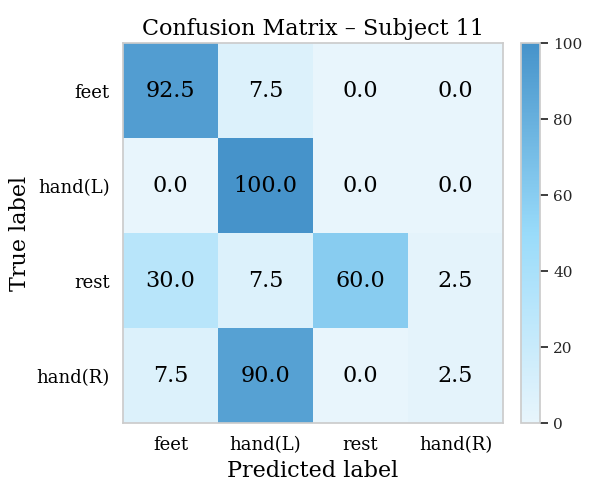 Confusion Matrix – Subject 11
True label
feet 92.5 7.5 0.0 0.0
hand(L) 0.0 100.0 0.0 0.0
rest 30.0 7.5 60.0 2.5
hand(R) 7.5 90.0 0.0 2.5
feet hand(L) rest hand(R)
Predicted label
100
80
60
40
20
0